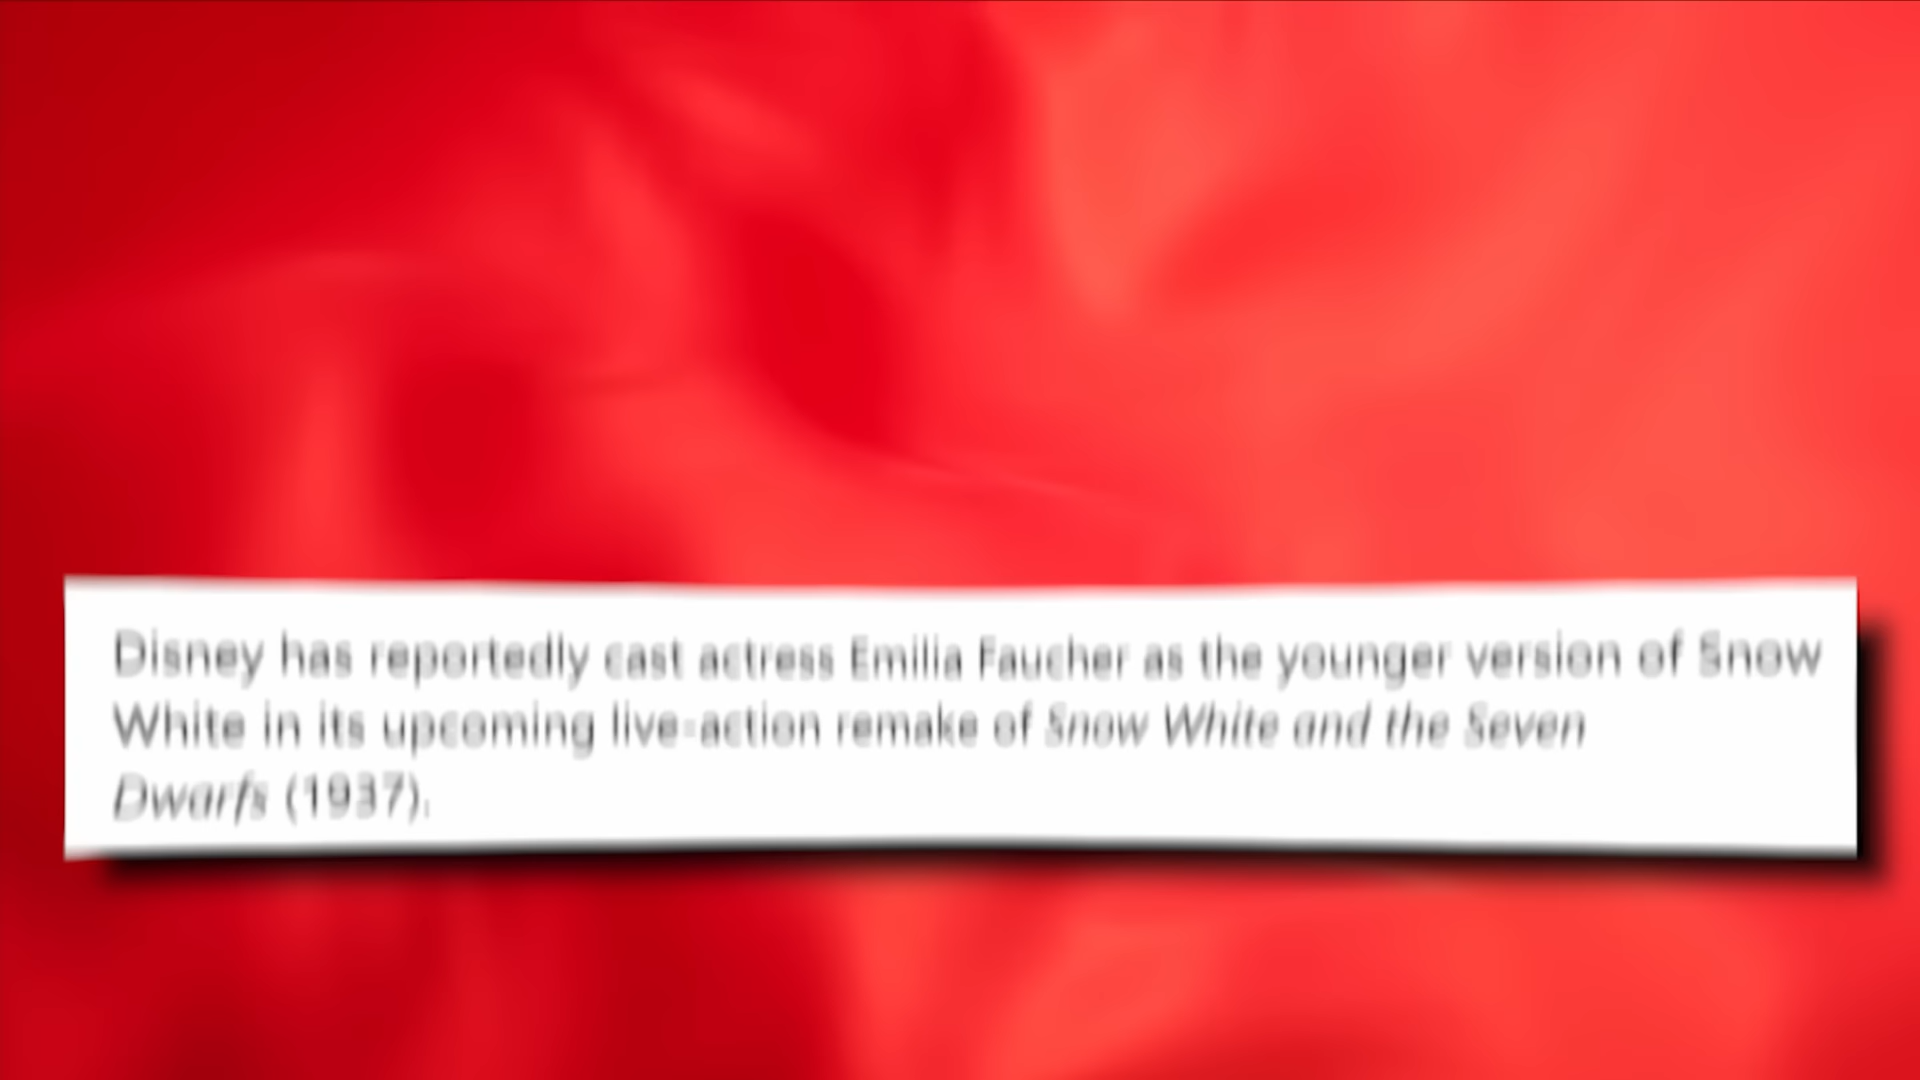 Disney has reportedly cast actress Emilia Faucher as the younger version of Snow
White in its upcoming live-action remake of Snow White and the Seven
Dwarfs (1937).